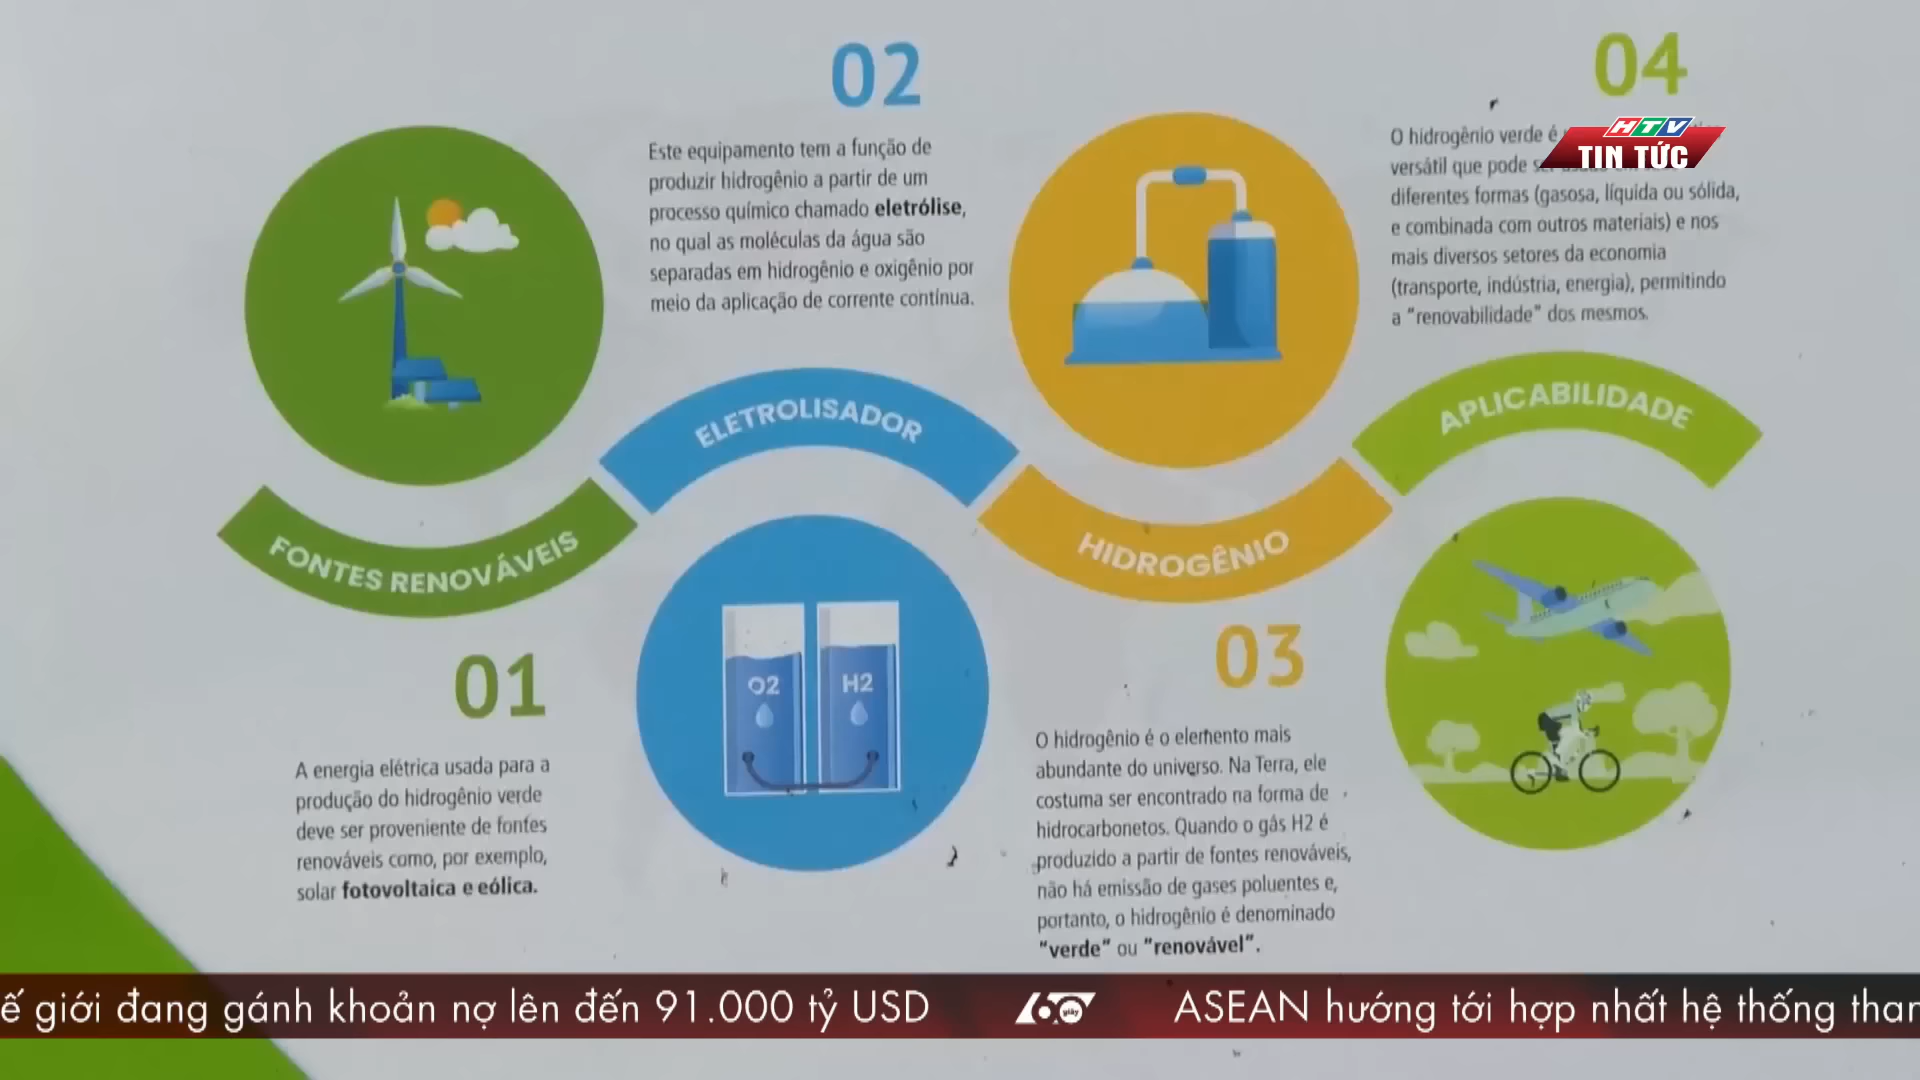 02
04
Este equipamento tem a função de
produzir hidrogênio a partir de um
processo químico chamado eletrólise,
no qual as moléculas da água são
separadas em hidrogênio e oxigênio por
meio da aplicação de corrente contínua.
O hidrogênio verde é
versátil que pode
diferentes formas (gasosa, líquida ou sólida,
e combinada com outros materiais) e nos
mais diversos setores da economia
(transporte, indústria, energia), permitindo
a “renovabilidade” dos mesmos.
HTV
TIN TỨC
ELETROLISADOR
APLICABILIDADE
FONTES RENOVÁVEIS
HIDROGÊNIO
O2
H2
01
03
A energia elétrica usada para a
produção do hidrogênio verde
deve ser proveniente de fontes
renováveis como, por exemplo,
solar fotovoltaica e eólica.
O hidrogênio é o elemento mais
abundante do universo. Na Terra, ele
costuma ser encontrado na forma de
hidrocarbonetos. Quando o gás H2 é
produzido a partir de fontes renováveis,
não há emissão de gases poluentes e,
portanto, o hidrogênio é denominado
“verde” ou “renovável”.
ế giới đang gánh khoản nợ lên đến 91.000 tỷ USD
60 giây
ASEAN hướng tới hợp nhất hệ thống than